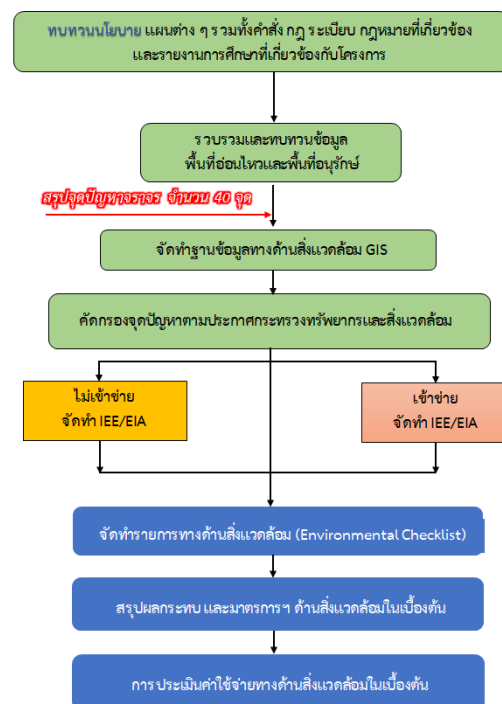 ทบทวนนโยบาย แผนต่าง ๆ รวมทั้งคำสั่ง กฎ ระเบียบ กฎหมายที่เกี่ยวข้อง
และรายงานการศึกษาที่เกี่ยวข้องกับโครงการ
รวบรวมและทบทวนข้อมูล
พื้นที่อ่อนไหวและพื้นที่อนุรักษ์
สรุปจุดปัญหาจราจร จำนวน 40 จุด
จัดทำฐานข้อมูลทางด้านสิ่งแวดล้อม GIS
คัดกรองจุดปัญหาตามประกาศกระทรวงทรัพยากรและสิ่งแวดล้อม
ไม่เข้าข่าย
จัดทำ IEE/EIA
เข้าข่าย
จัดทำ IEE/EIA
จัดทำรายการทางด้านสิ่งแวดล้อม (Environmental Checklist)
สรุปผลกระทบ และมาตรการฯ ด้านสิ่งแวดล้อมในเบื้องต้น
การประเมินค่าใช้จ่ายทางด้านสิ่งแวดล้อมในเบื้องต้น